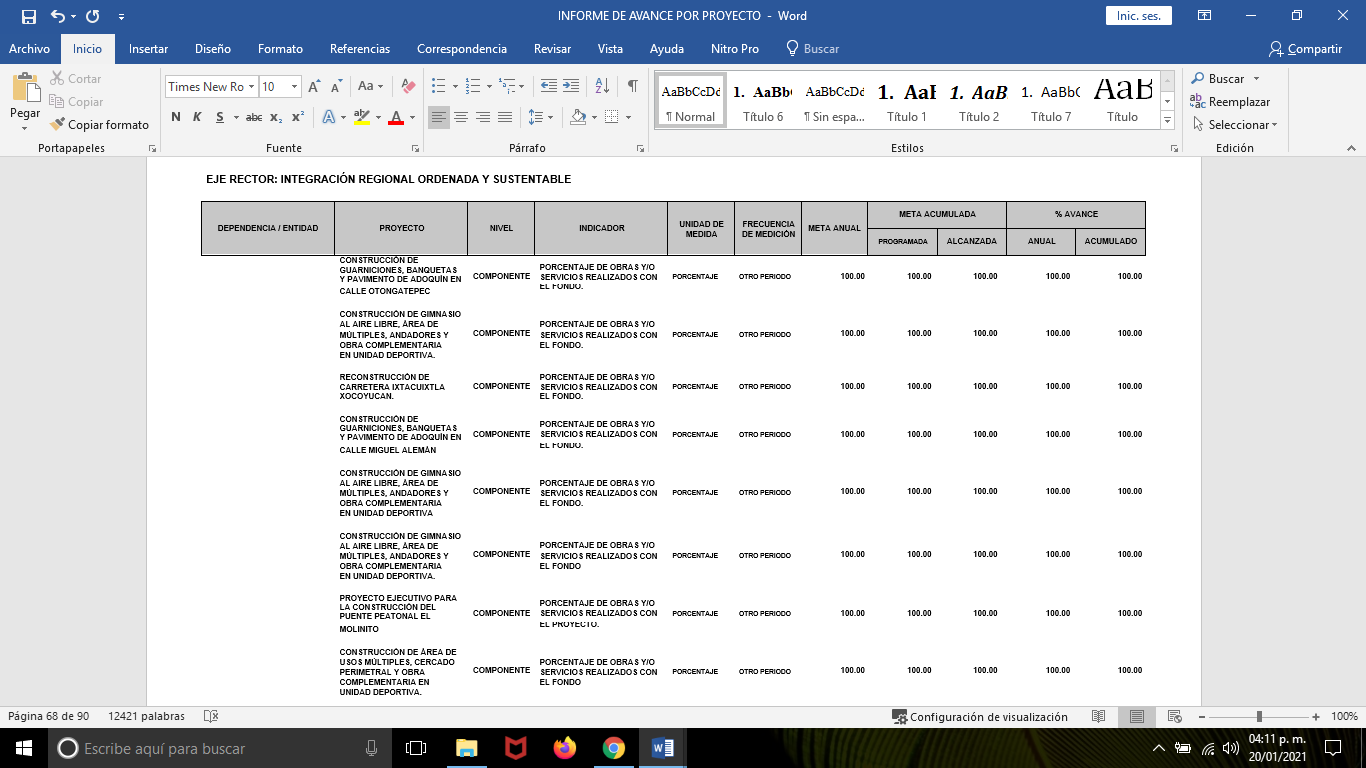 INFORME DE AVANCE POR PROYECTO - Word
Inic. ses.
Archivo Inicio Insertar Diseño Formato Referencias Correspondencia Revisar Vista Ayuda Nitro Pro Buscar Compartir
Pegar
Cortar
Copiar
Copiar formato
Portapapeles
Times New Ro 10
Aa
N K S abc x₂ x²
Fuente
Párrafo
AaBbCcDd 1. AaBb( AaBbCcDd 1. AaB 1. AaB 1. AaBb( AaB
¶ Normal Título 6 ¶ Sin espa... Título 1 Título 2 Título 7 Título
Estilos
Buscar
Reemplazar
Seleccionar
Edición
EJE RECTOR: INTEGRACIÓN REGIONAL ORDENADA Y SUSTENTABLE
DEPENDENCIA / ENTIDAD PROYECTO NIVEL INDICADOR UNIDAD DE MEDIDA FRECUENCIA DE MEDICIÓN META ANUAL META ACUMULADA % AVANCE
PROGRAMADA ALCANZADA ANUAL ACUMULADO
CONSTRUCCIÓN DE
GUARNICIONES, BANQUETAS
Y PAVIMENTO DE ADOQUÍN EN
CALLE OTONGATEPEC
COMPONENTE
PORCENTAJE DE OBRAS Y/O
SERVICIOS REALIZADOS CON
EL FONDO.
PORCENTAJE OTRO PERIODO 100.00 100.00 100.00 100.00 100.00
CONSTRUCCIÓN DE GIMNASIO
AL AIRE LIBRE, ÁREA DE
MÚLTIPLES, ANDADORES Y
OBRA COMPLEMENTARIA
EN UNIDAD DEPORTIVA.
COMPONENTE
PORCENTAJE DE OBRAS Y/O
SERVICIOS REALIZADOS CON
EL FONDO.
PORCENTAJE OTRO PERIODO 100.00 100.00 100.00 100.00 100.00
RECONSTRUCCIÓN DE
CARRETERA IXTACUIXTLA
XOCOYUCAN.
COMPONENTE
PORCENTAJE DE OBRAS Y/O
SERVICIOS REALIZADOS CON
EL FONDO.
PORCENTAJE OTRO PERIODO 100.00 100.00 100.00 100.00 100.00
CONSTRUCCIÓN DE
GUARNICIONES, BANQUETAS
Y PAVIMENTO DE ADOQUÍN EN
CALLE MIGUEL ALEMÁN
COMPONENTE
PORCENTAJE DE OBRAS Y/O
SERVICIOS REALIZADOS CON
EL FONDO.
PORCENTAJE OTRO PERIODO 100.00 100.00 100.00 100.00 100.00
CONSTRUCCIÓN DE GIMNASIO
AL AIRE LIBRE, ÁREA DE
MÚLTIPLES, ANDADORES Y
OBRA COMPLEMENTARIA
EN UNIDAD DEPORTIVA
COMPONENTE
PORCENTAJE DE OBRAS Y/O
SERVICIOS REALIZADOS CON
EL FONDO.
PORCENTAJE OTRO PERIODO 100.00 100.00 100.00 100.00 100.00
CONSTRUCCIÓN DE GIMNASIO
AL AIRE LIBRE, ÁREA DE
MÚLTIPLES, ANDADORES Y
OBRA COMPLEMENTARIA
EN UNIDAD DEPORTIVA.
COMPONENTE
PORCENTAJE DE OBRAS Y/O
SERVICIOS REALIZADOS CON
EL FONDO
PORCENTAJE OTRO PERIODO 100.00 100.00 100.00 100.00 100.00
PROYECTO EJECUTIVO PARA
LA CONSTRUCCIÓN DEL
PUENTE PEATONAL EL
MOLINITO
COMPONENTE
PORCENTAJE DE OBRAS Y/O
SERVICIOS REALIZADOS CON
EL PROYECTO.
PORCENTAJE OTRO PERIODO 100.00 100.00 100.00 100.00 100.00
CONSTRUCCIÓN DE ÁREA DE
USOS MÚLTIPLES, CERCADO
PERIMETRAL Y OBRA
COMPLEMENTARIA EN
UNIDAD DEPORTIVA.
COMPONENTE
PORCENTAJE DE OBRAS Y/O
SERVICIOS REALIZADOS CON
EL FONDO
PORCENTAJE OTRO PERIODO 100.00 100.00 100.00 100.00 100.00
Página 68 de 90 12421 palabras Configuración de visualización 100%
Escribe aquí para buscar
04:11 p. m.
20/01/2021